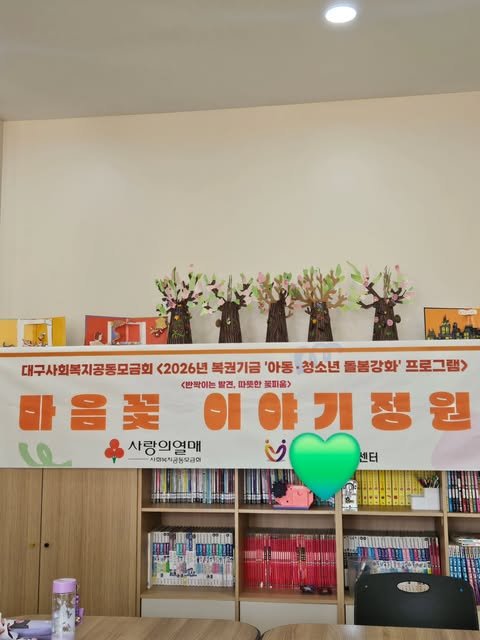 대구사회복지공동모금회 <2026년 복권기금 '아동·청소년 돌봄강화' 프로그램>
<반짝이는 발견, 따뜻한 꽃피움>
마음꽃 이야기정원
사랑의열매
사회복지공동모금회
센터